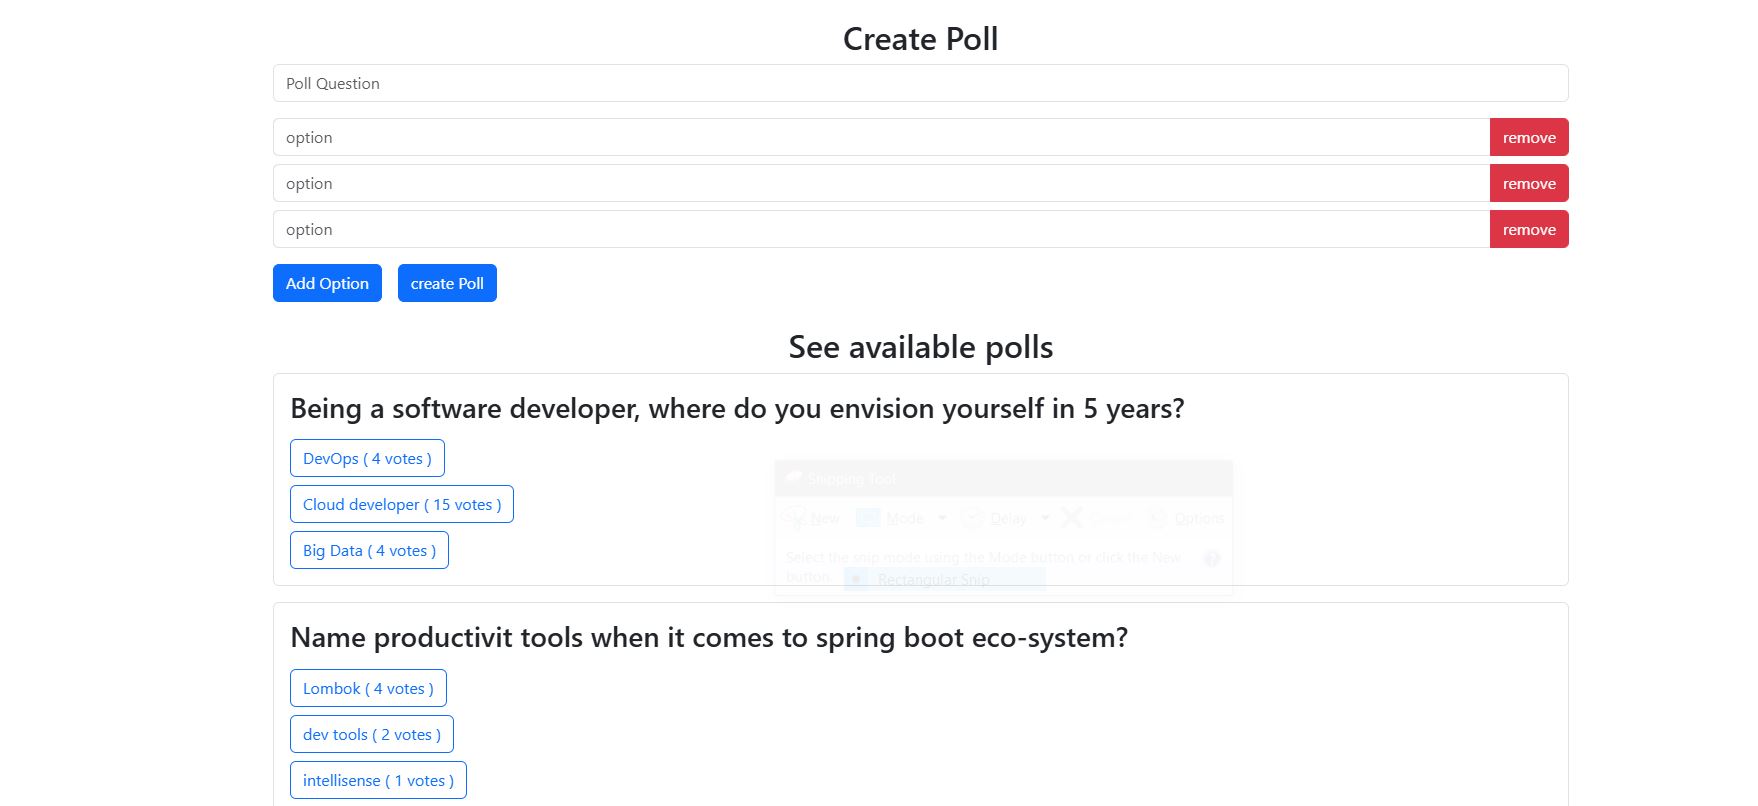 Create Poll
Poll Question
option remove
option remove
option remove
Add Option create Poll
See available polls
Being a software developer, where do you envision yourself in 5 years?
DevOps ( 4 votes )
Cloud developer ( 15 votes )
Big Data ( 4 votes )
Snipping Tool
New Mode Delay Cancel Options
Select the snip mode using the Mode button or click the New
button.
Rectangular Snip
Name productivit tools when it comes to spring boot eco-system?
Lombok ( 4 votes )
dev tools ( 2 votes )
intellisense ( 1 votes )